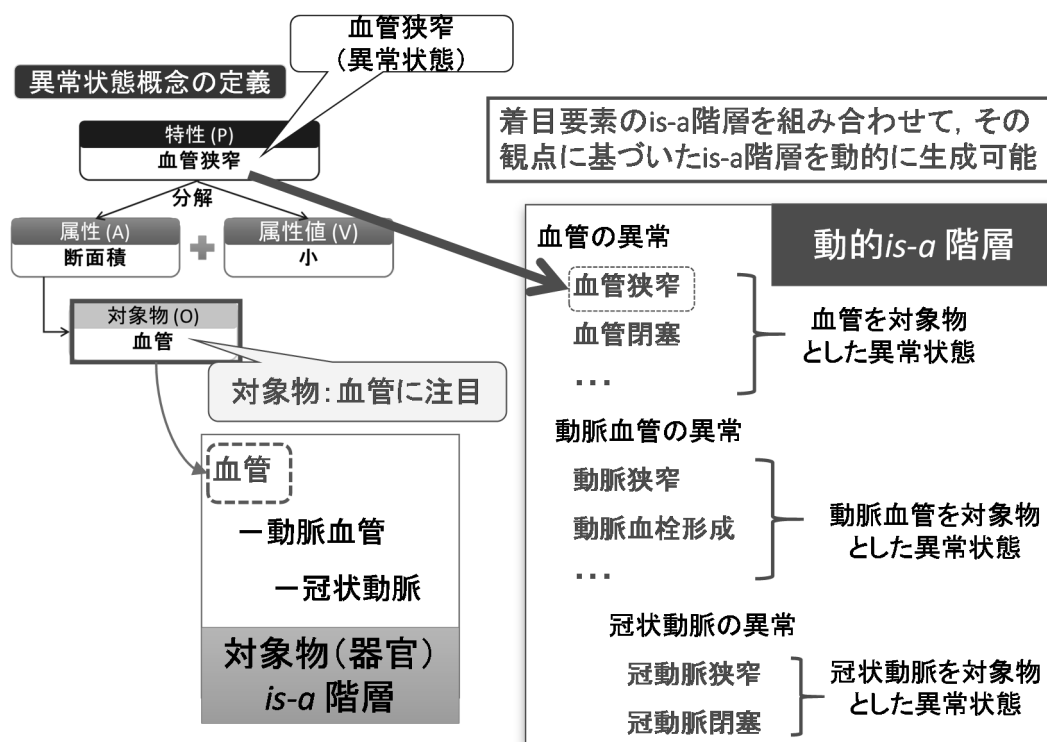 血管狭窄
(異常状態)
異常状態概念の定義
特性(P)
血管狭窄
分解
属性(A)
断面積
属性値(V)
小
対象物(O)
血管
対象物:血管に注目
血管
ー動脈血管
ー冠状動脈
対象物(器官)
is-a 階層
着目要素のis-a階層を組み合わせて, その
観点に基づいたis-a階層を動的に生成可能
動的is-a 階層
血管の異常
血管狭窄
血管閉塞
…
血管を対象物
とした異常状態
動脈血管の異常
動脈狭窄
動脈血栓形成
…
動脈血管を対象物
とした異常状態
冠状動脈の異常
冠動脈狭窄
冠動脈閉塞
冠状動脈を対象物
とした異常状態